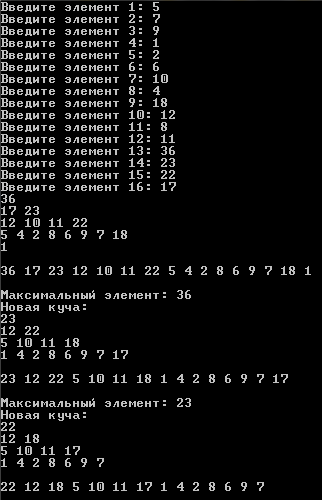 Введите элемент 1: 5
Введите элемент 2: 7
Введите элемент 3: 9
Введите элемент 4: 1
Введите элемент 5: 2
Введите элемент 6: 6
Введите элемент 7: 10
Введите элемент 8: 4
Введите элемент 9: 18
Введите элемент 10: 12
Введите элемент 11: 8
Введите элемент 12: 11
Введите элемент 13: 36
Введите элемент 14: 23
Введите элемент 15: 22
Введите элемент 16: 17
36
17 23
12 10 11 22
5 4 2 8 6 9 7 18
1
36 17 23 12 10 11 22 5 4 2 8 6 9 7 18 1
Максимальный элемент: 36
Новая куча:
23
12 22
5 10 11 18
1 4 2 8 6 9 7 17
23 12 22 5 10 11 18 1 4 2 8 6 9 7 17
Максимальный элемент: 23
Новая куча:
22
12 18
5 10 11 17
1 4 2 8 6 9 7
22 12 18 5 10 11 17 1 4 2 8 6 9 7